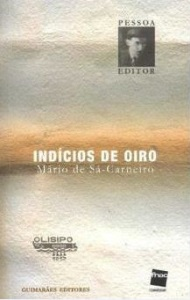 PESSOA
EDITOR
INDÍCIOS DE OIRO
Mário de Sá-Carneiro
OLISIPO
GUIMARÃES EDITORES
fnac